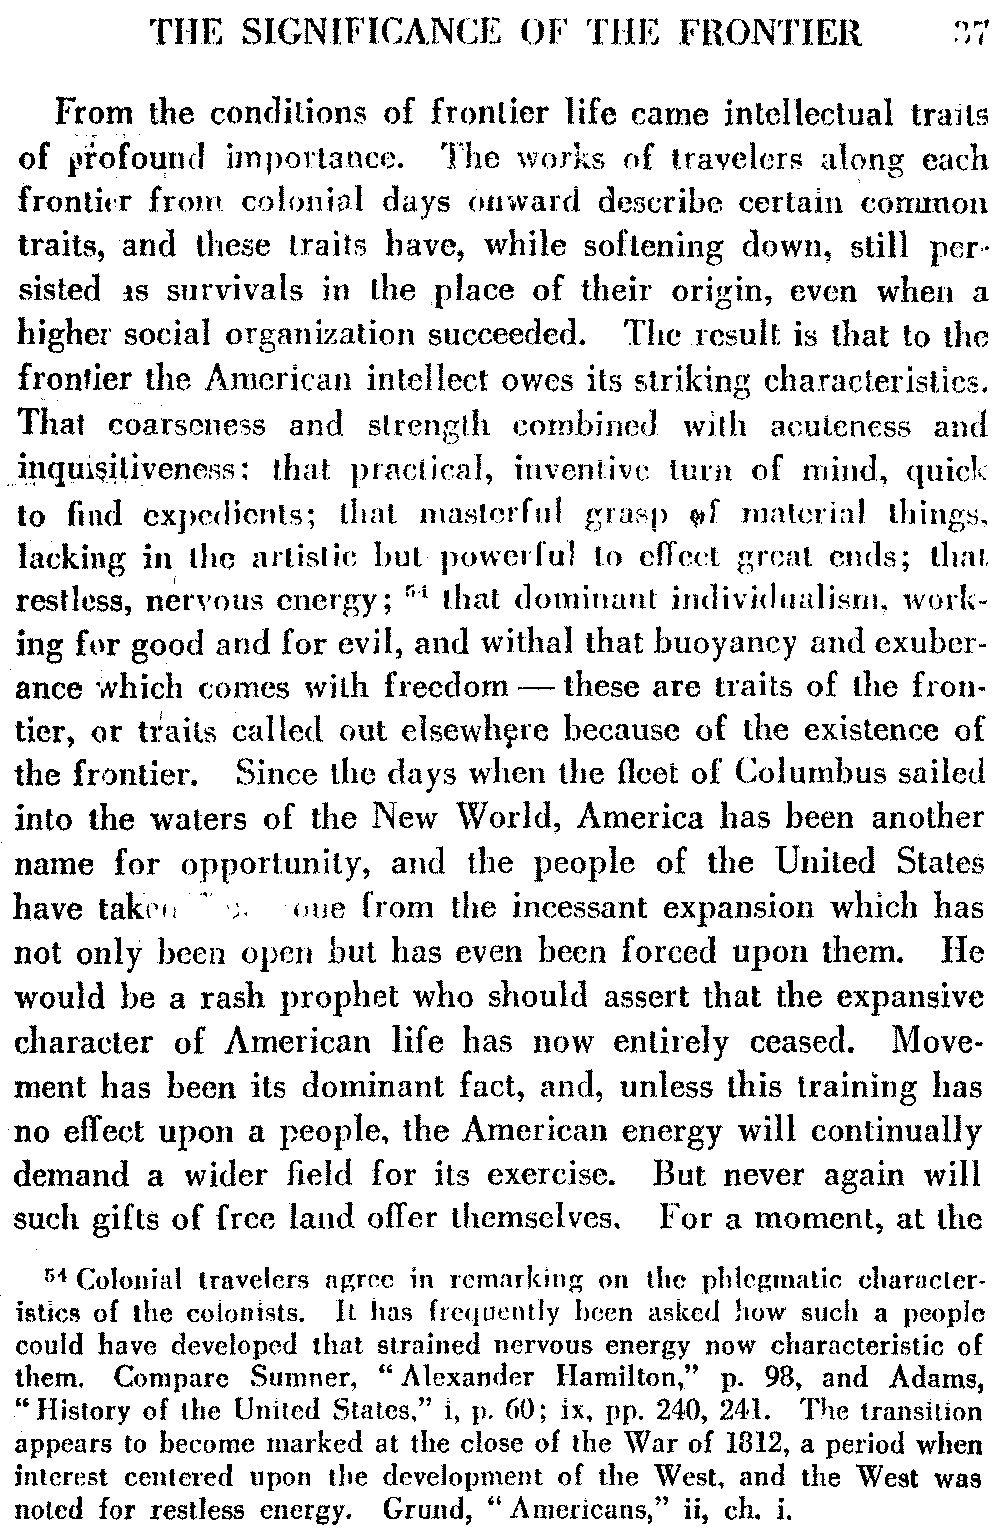 THE SIGNIFICANCE OF THE FRONTIER 37
From the conditions of frontier life came intellectual traits
of profound importance. The works of travelers along each
frontier from colonial days onward describe certain common
traits, and these traits have, while softening down, still per-
sisted as survivals in the place of their origin, even when a
higher social organization succeeded. The result is that to the
frontier the American intellect owes its striking characteristics.
That coarseness and strength combined with acuteness and
inquisitiveness; that practical, inventive turn of mind, quick
to find expedients; that masterful grasp of material things,
lacking in the artistic but powerful to effect great ends; that
restless, nervous energy; 54 that dominant individualism, work-
ing for good and for evil, and withal that buoyancy and exuber-
ance which comes with freedom — these are traits of the fron-
tier, or traits called out elsewhere because of the existence of
the frontier. Since the days when the fleet of Columbus sailed
into the waters of the New World, America has been another
name for opportunity, and the people of the United States
have taken from the incessant expansion which has
not only been open but has even been forced upon them. He
would be a rash prophet who should assert that the expansive
character of American life has now entirely ceased. Move-
ment has been its dominant fact, and, unless this training has
no effect upon a people, the American energy will continually
demand a wider field for its exercise. But never again will
such gifts of free land offer themselves. For a moment, at the
54 Colonial travelers agree in remarking on the phlegmatic character-
istics of the colonists. It has frequently been asked how such a people
could have developed that strained nervous energy now characteristic of
them. Compare Sumner, "Alexander Hamilton," p. 98, and Adams,
"History of the United States," i, p. 60; ix, pp. 240, 241. The transition
appears to become marked at the close of the War of 1812, a period when
interest centered upon the development of the West, and the West was
noted for restless energy. Grund, "Americans," ii, ch. i.